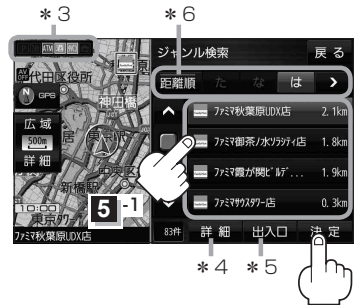 *3
*6
ATM 酒
ジャンル検索
戻る
AV OFF
千代田区役所
距離順 た な は >
GPS
神田橋
ファミマ秋葉原UDX店 2.1km
広域
500m
詳細
ファミマ御茶ノ水ソラシティ店 1.8km
ファミマ霞が関ビルデ... 1.9km
5-1
新橋駅
10:00
東京タワー
ファミマサウスタワー店 0.3km
ファミマ秋葉原UDX店
83件 詳細 出入口 決定
*4
*5